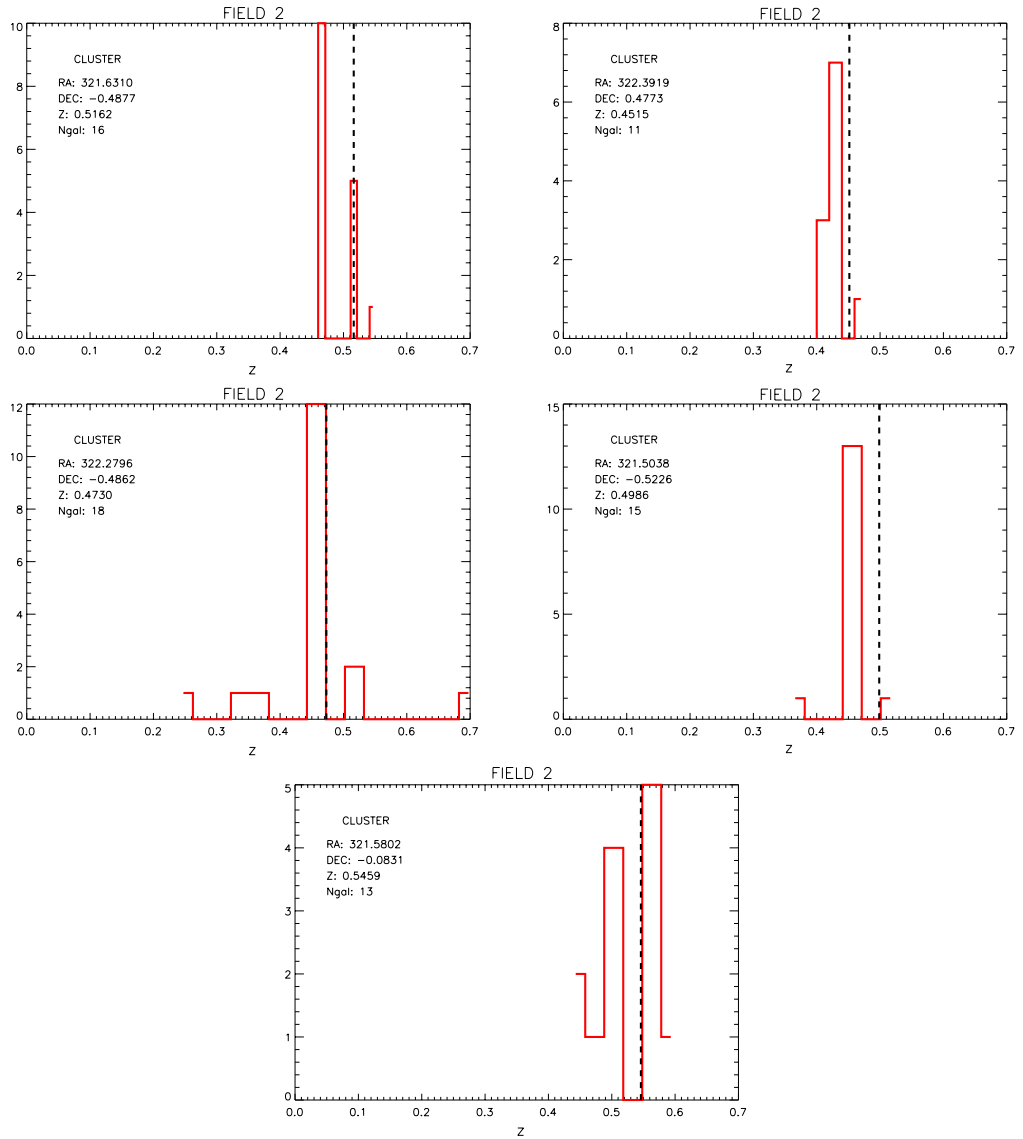 FIELD 2
10
8
6
4
2
0
CLUSTER
RA: 321.6310
DEC: -0.4877
Z: 0.5162
Ngal: 16
0.0 0.1 0.2 0.3 0.4 0.5 0.6 0.7
Z
FIELD 2
8
6
4
2
0
CLUSTER
RA: 322.3919
DEC: 0.4773
Z: 0.4515
Ngal: 11
0.0 0.1 0.2 0.3 0.4 0.5 0.6 0.7
Z
FIELD 2
12
10
8
6
4
2
0
CLUSTER
RA: 322.2796
DEC: -0.4862
Z: 0.4730
Ngal: 18
0.0 0.1 0.2 0.3 0.4 0.5 0.6 0.7
Z
FIELD 2
15
10
5
0
CLUSTER
RA: 321.5038
DEC: -0.5226
Z: 0.4986
Ngal: 15
0.0 0.1 0.2 0.3 0.4 0.5 0.6 0.7
Z
FIELD 2
5
4
3
2
1
0
CLUSTER
RA: 321.5802
DEC: -0.0831
Z: 0.5459
Ngal: 13
0.0 0.1 0.2 0.3 0.4 0.5 0.6 0.7
Z